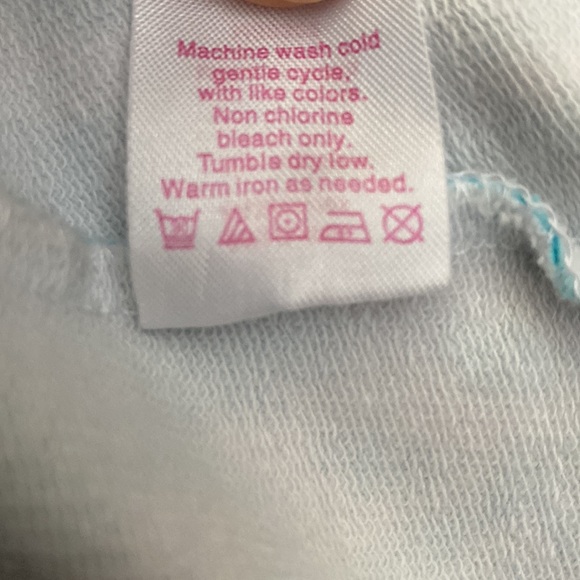 Machine wash cold
gentle cycle,
with like colors.
Non chlorine
bleach only.
Tumble dry low.
Warm iron as needed.